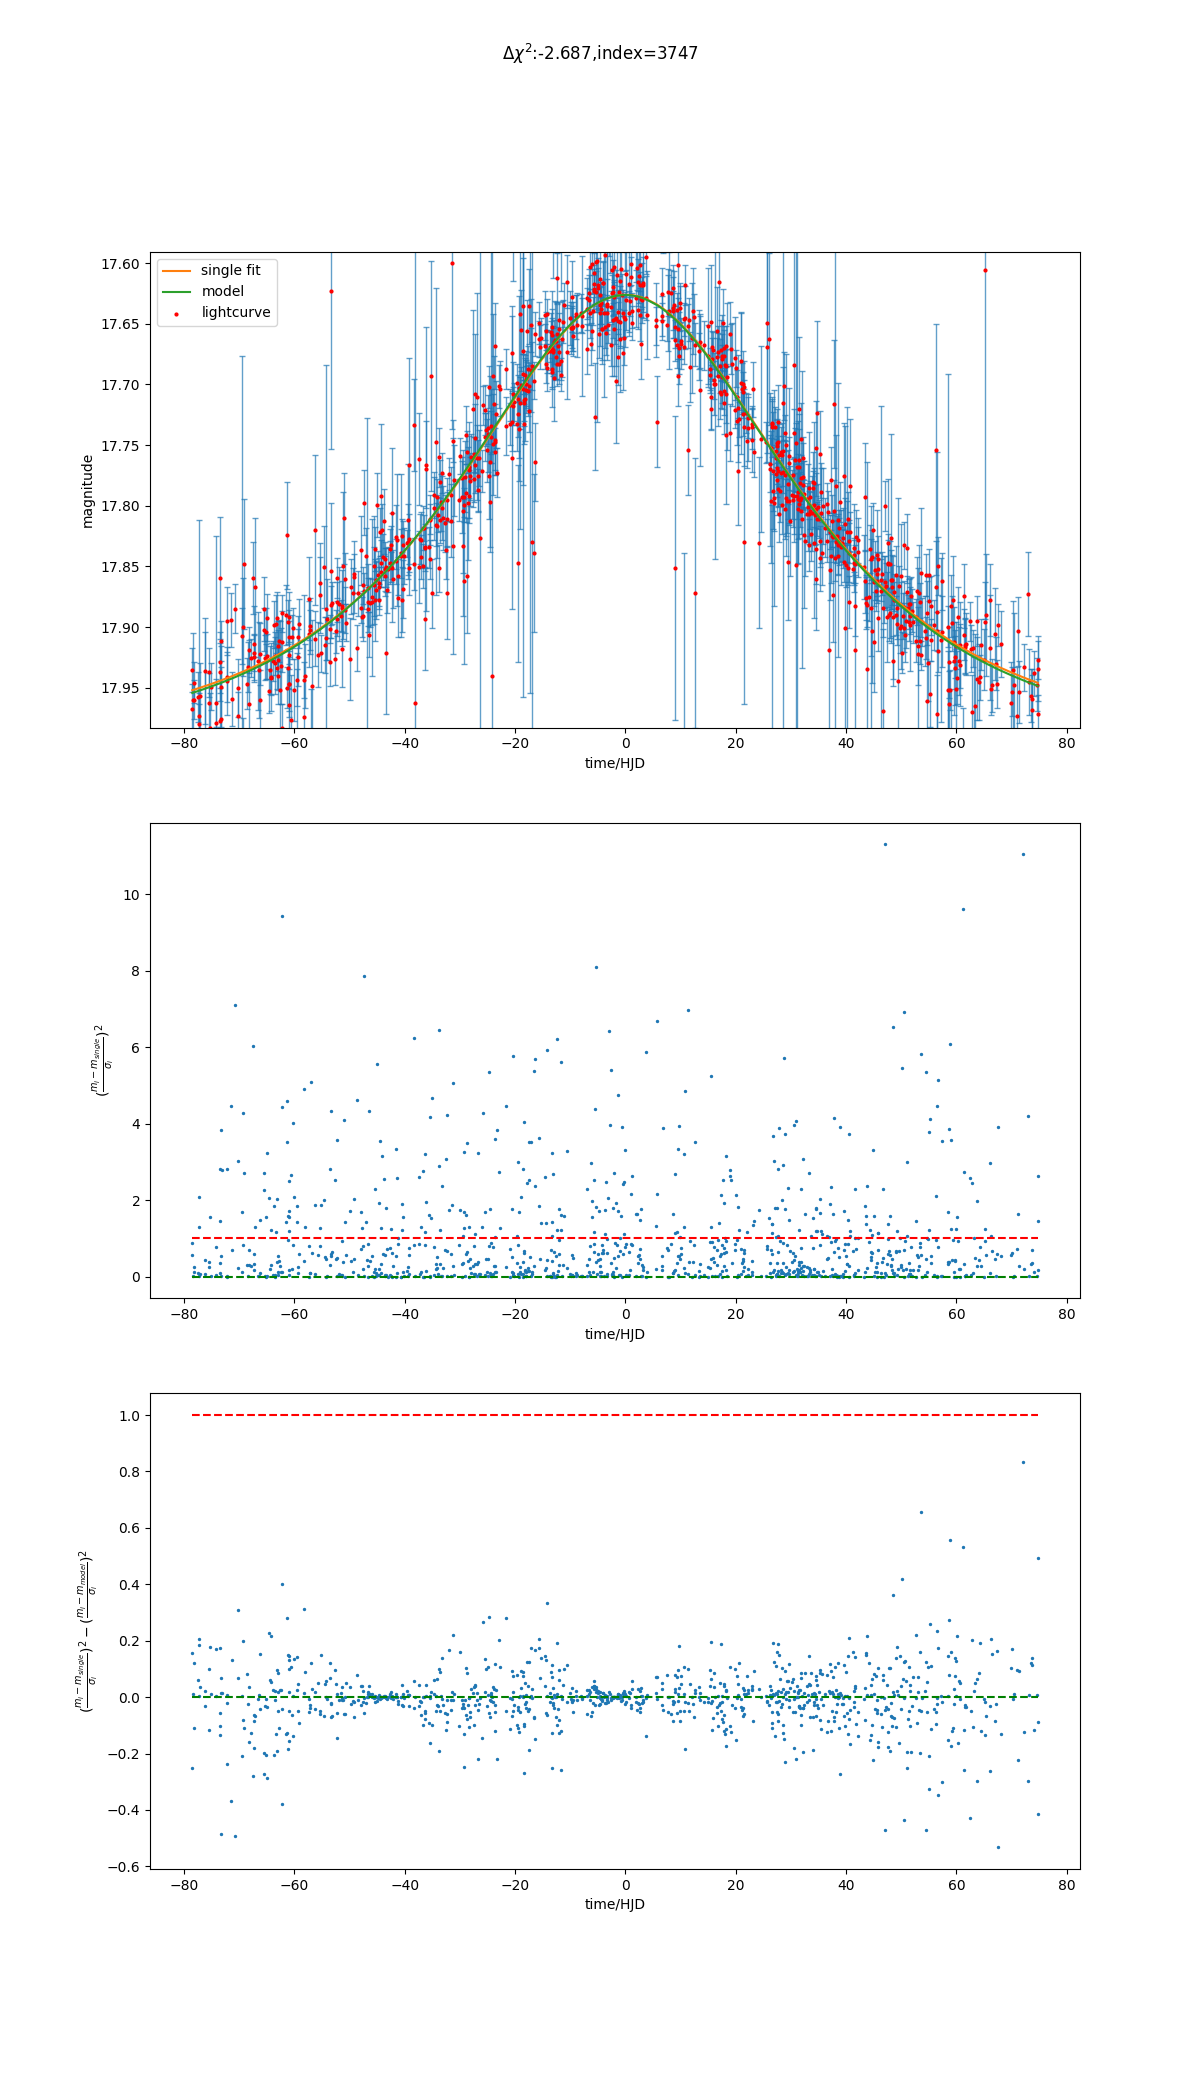 Δχ²:-2.687,index=3747
17.60
17.65
17.70
17.75
17.80
17.85
17.90
17.95
magnitude
single fit
model
lightcurve
−80 −60 −40 −20 0 20 40 60 80
time/HJD
10
8
6
4
2
0
((m_i − m_single)/σ_i)²
−80 −60 −40 −20 0 20 40 60 80
time/HJD
1.0
0.8
0.6
0.4
0.2
0.0
−0.2
−0.4
−0.6
((m_i − m_single)/σ_i)² − ((m_i − m_model)/σ_i)²
−80 −60 −40 −20 0 20 40 60 80
time/HJD